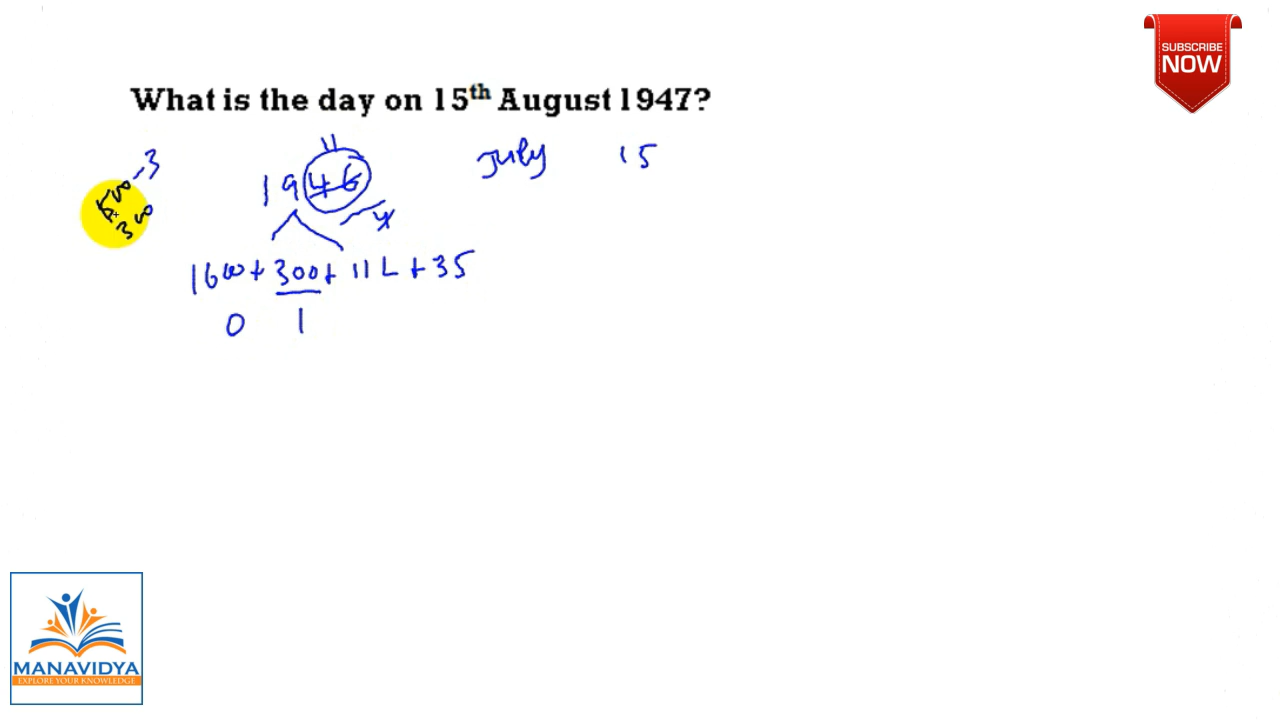 SUBSCRIBE
NOW
What is the day on 15th August 1947?
11
1946 July 15
4
1600 + 300 + 11L + 35
0 1
MANAVIDYA
EXPLORE YOUR KNOWLEDGE